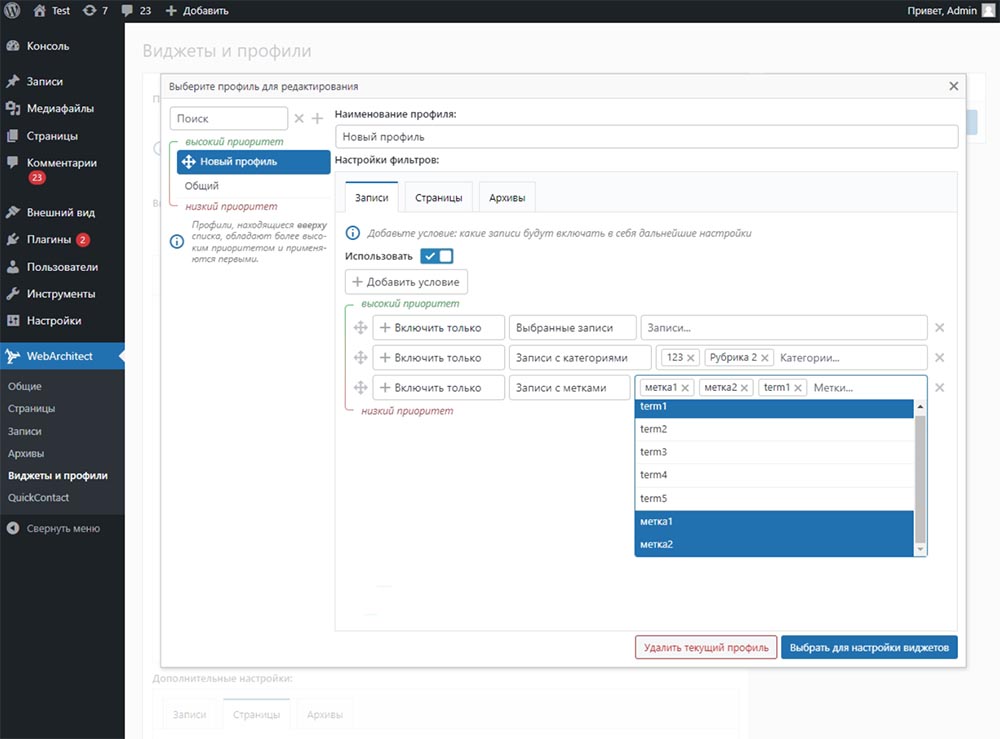 Test 7 23 Добавить Привет, Admin
Консоль
Записи
Медиафайлы
Страницы
Комментарии
23
Внешний вид
Плагины 2
Пользователи
Инструменты
Настройки
WebArchitect
Общие
Страницы
Записи
Архивы
Виджеты и профили
QuickContact
Свернуть меню
Виджеты и профили
Выберите профиль для редактирования
Поиск
высокий приоритет
Новый профиль
Общий
низкий приоритет
Профили, находящиеся вверху
списка, обладают более высо-
ким приоритетом и применя-
ются первыми.
Наименование профиля:
Новый профиль
Настройки фильтров:
Записи Страницы Архивы
Добавьте условие: какие записи будут включать в себя дальнейшие настройки
Использовать
Добавить условие
высокий приоритет
Включить только Выбранные записи Записи...
Включить только Записи с категориями 123 Рубрика 2 Категории...
Включить только Записи с метками метка1 метка2 term1 Метки...
низкий приоритет
term1
term2
term3
term4
term5
метка1
метка2
Удалить текущий профиль Выбрать для настройки виджетов
Дополнительные настройки:
Записи Страницы Архивы